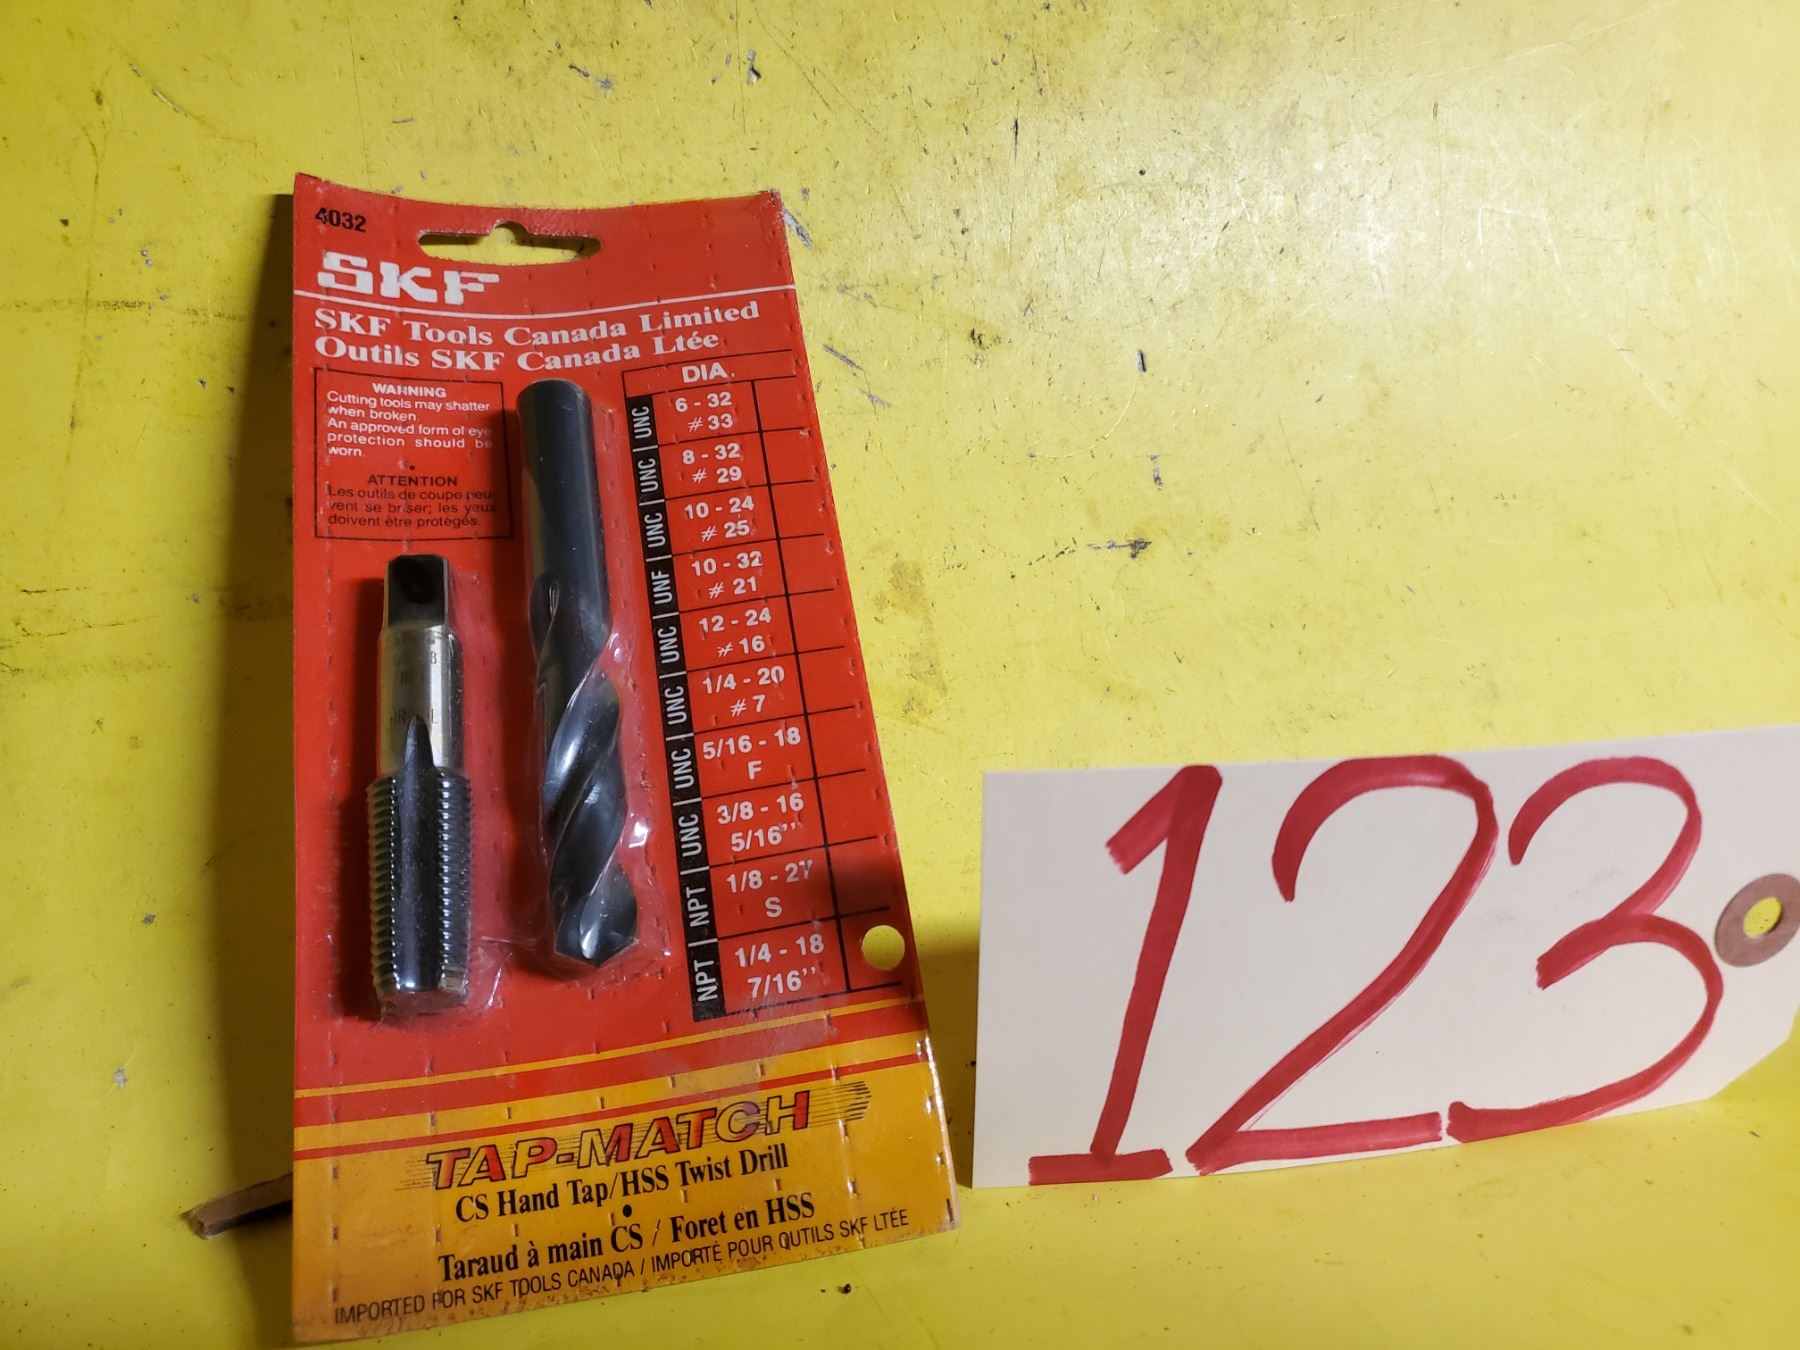 4032
SKF
SKF Tools Canada Limited
Outils SKF Canada Ltée
WARNING
Cutting tools may shatter
when broken.
An approved form of eye
protection should be
worn.
•
ATTENTION
Les outils de coupe peu-
vent se briser; les yeux
doivent être protégés.
DIA.
UNC
6 - 32
# 33
UNC
8 - 32
# 29
UNC
10 - 24
# 25
UNF
10 - 32
# 21
UNC
12 - 24
# 16
UNC
1/4 - 20
# 7
UNC
5/16 - 18
F
UNC
3/8 - 16
5/16"
NPT
1/8 - 27
S
NPT
1/4 - 18
7/16"
TAP-MATCH
CS Hand Tap/HSS Twist Drill
•
Taraud à main CS / Foret en HSS
IMPORTED FOR SKF TOOLS CANADA / IMPORTÉ POUR OUTILS SKF LTÉE
123